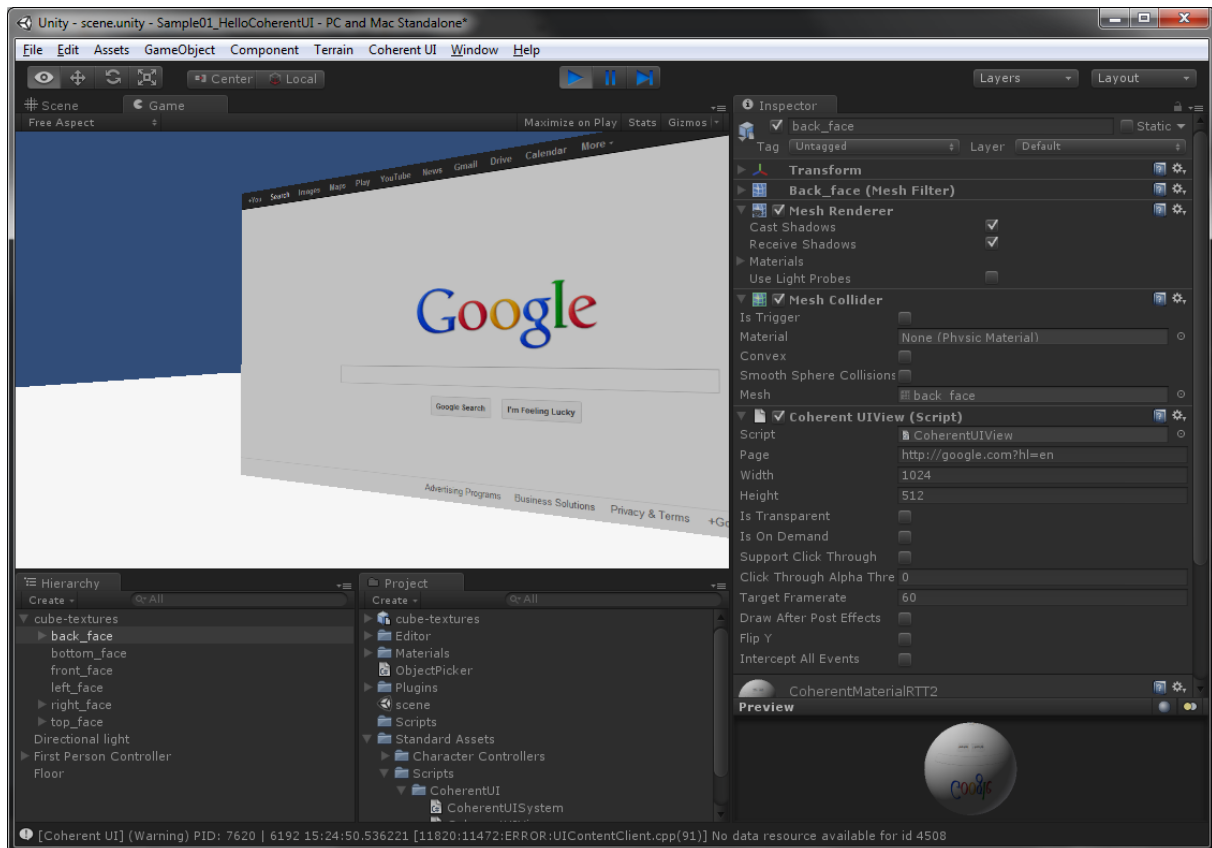 Unity - scene.unity - Sample01_HelloCoherentUI - PC and Mac Standalone*
File Edit Assets GameObject Component Terrain Coherent UI Window Help
Center Local Layers Layout
Scene Game
Free Aspect Maximize on Play Stats Gizmos
+You Search Images Maps Play YouTube News Gmail Drive Calendar More
Google
Google Search I'm Feeling Lucky
Advertising Programs Business Solutions Privacy & Terms +Go
Hierarchy
Create All
cube-textures
back_face
bottom_face
front_face
left_face
right_face
top_face
Directional light
First Person Controller
Floor
Project
Create All
cube-textures
Editor
Materials
ObjectPicker
Plugins
scene
Scripts
Standard Assets
Character Controllers
Scripts
CoherentUI
CoherentUISystem
Inspector
back_face Static
Tag Untagged Layer Default
Transform
Back_face (Mesh Filter)
Mesh Renderer
Cast Shadows
Receive Shadows
Materials
Use Light Probes
Mesh Collider
Is Trigger
Material None (Physic Material)
Convex
Smooth Sphere Collisions
Mesh back_face
Coherent UIView (Script)
Script CoherentUIView
Page http://google.com?hl=en
Width 1024
Height 512
Is Transparent
Is On Demand
Support Click Through
Click Through Alpha Thre 0
Target Framerate 60
Draw After Post Effects
Flip Y
Intercept All Events
CoherentMaterialRTT2
Preview
Google
[Coherent UI] (Warning) PID: 7620 | 6192 15:24:50.536221 [11820:11472:ERROR:UIContentClient.cpp(91)] No data resource available for id 4508